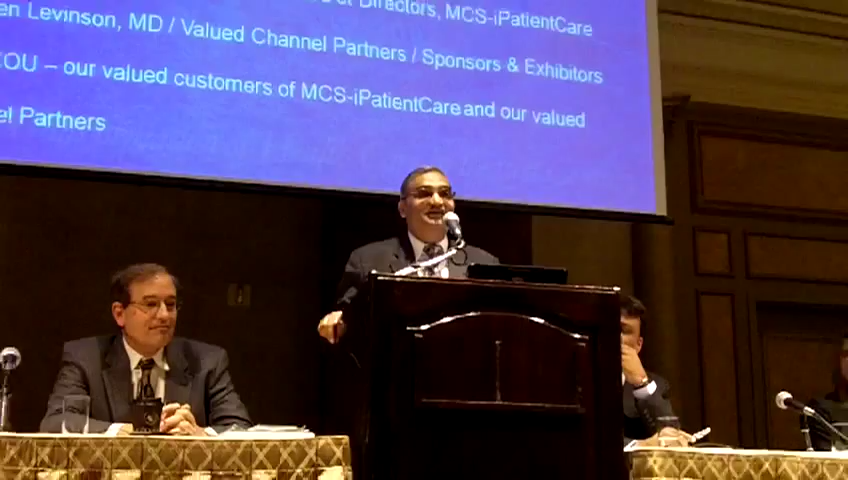 Directors, MCS-iPatientCare
en Levinson, MD / Valued Channel Partners / Sponsors & Exhibitors
OU – our valued customers of MCS-iPatientCare and our valued
el Partners